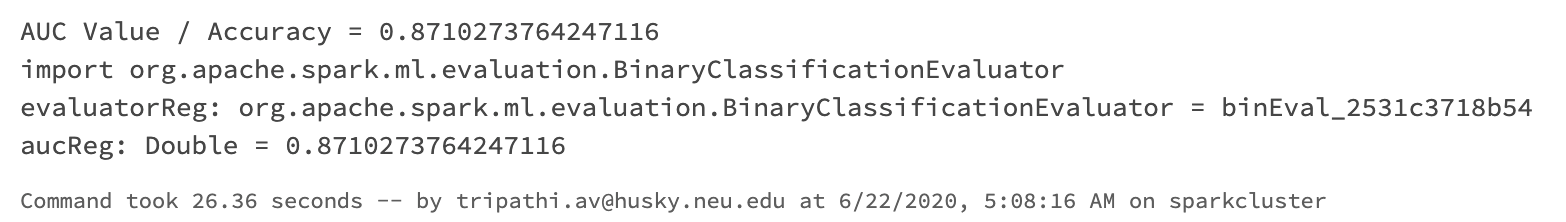 AUC Value / Accuracy = 0.8710273764247116
import org.apache.spark.ml.evaluation.BinaryClassificationEvaluator
evaluatorReg: org.apache.spark.ml.evaluation.BinaryClassificationEvaluator = binEval_2531c3718b54
aucReg: Double = 0.8710273764247116
Command took 26.36 seconds -- by tripathi.av@husky.neu.edu at 6/22/2020, 5:08:16 AM on sparkcluster